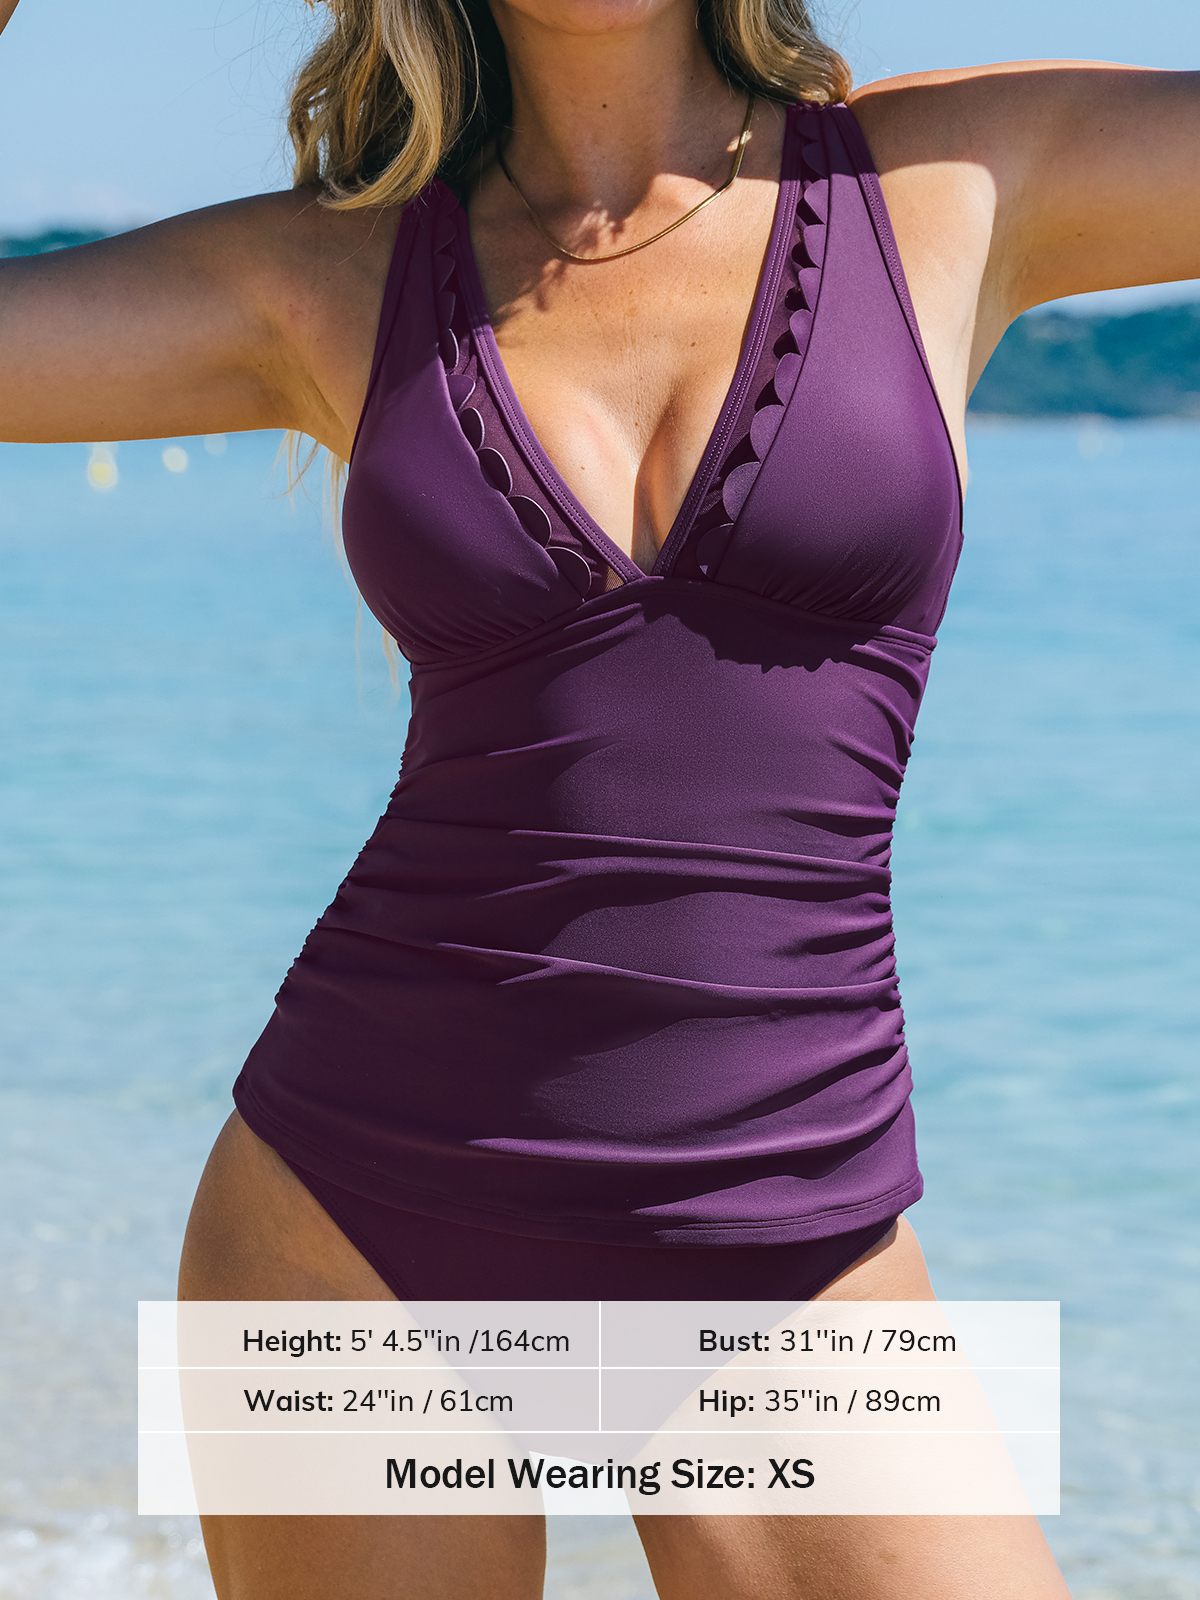 Height: 5' 4.5"in /164cm
Bust: 31"in / 79cm
Waist: 24"in / 61cm
Hip: 35"in / 89cm
Model Wearing Size: XS